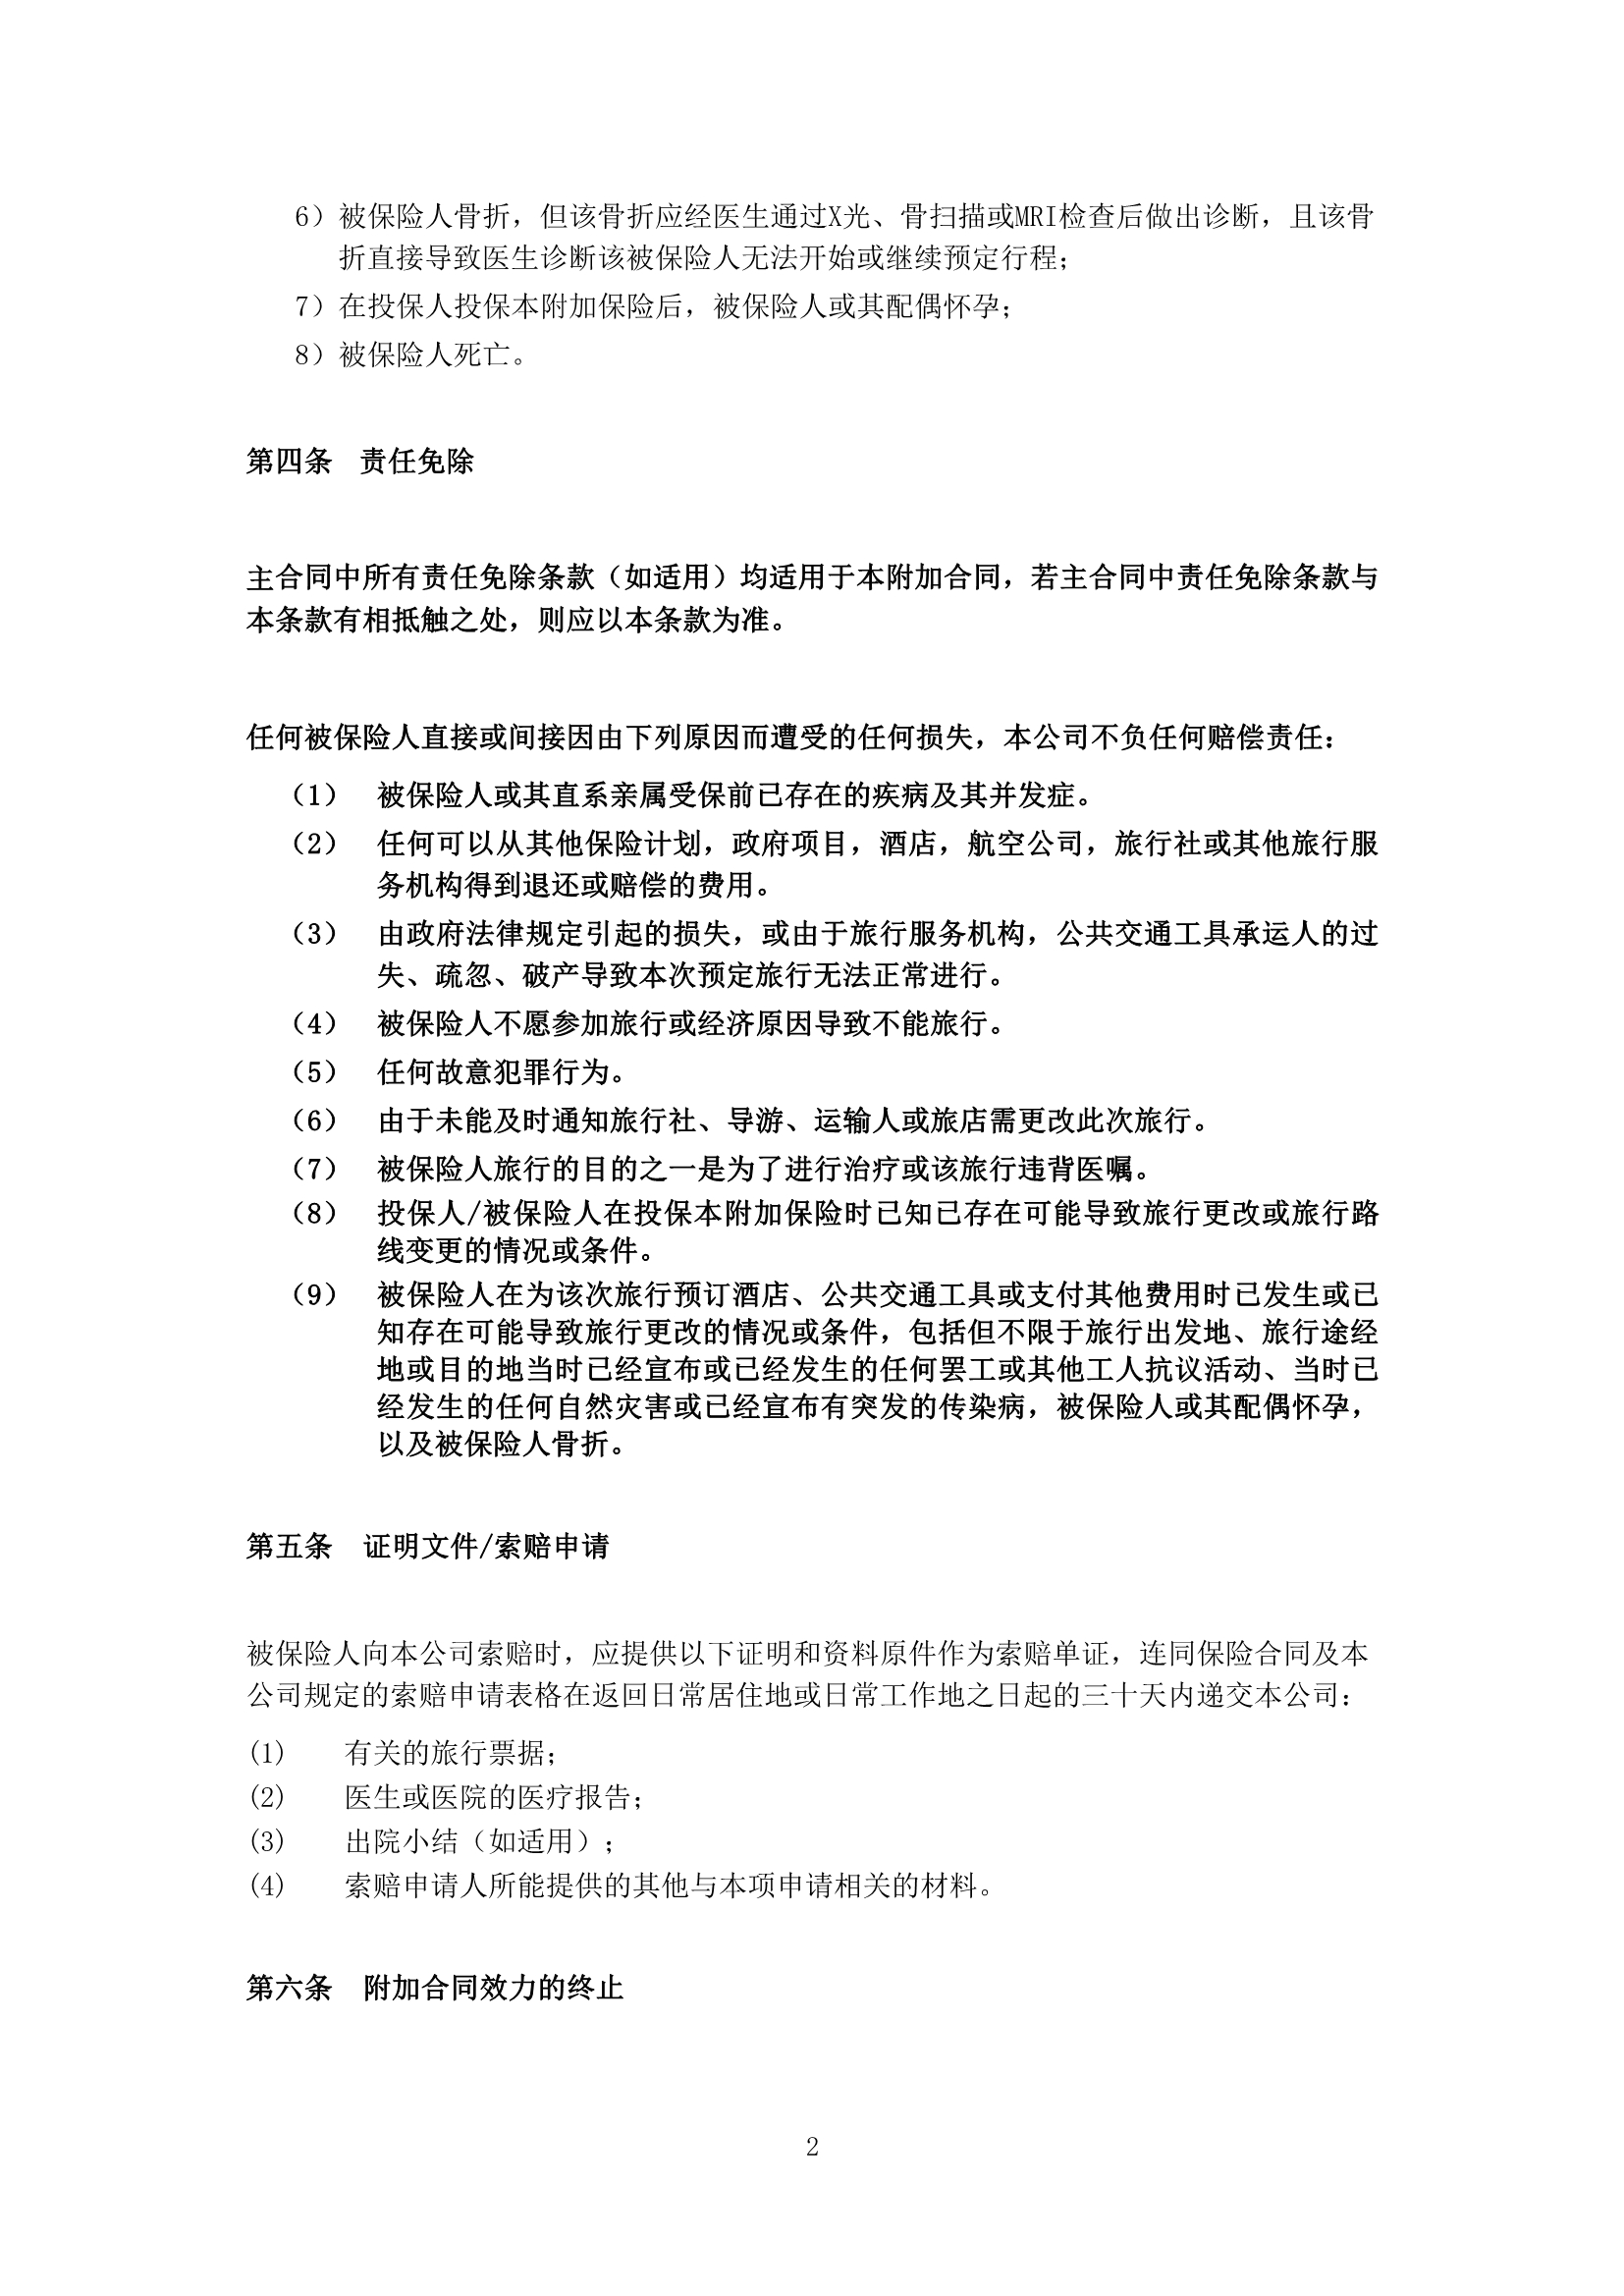 6）被保险人骨折，但该骨折应经医生通过X光、骨扫描或MRI检查后做出诊断，且该骨
折直接导致医生诊断该被保险人无法开始或继续预定行程；
7）在投保人投保本附加保险后，被保险人或其配偶怀孕；
8）被保险人死亡。
第四条 责任免除
主合同中所有责任免除条款（如适用）均适用于本附加合同，若主合同中责任免除条款与
本条款有相抵触之处，则应以本条款为准。
任何被保险人直接或间接因由下列原因而遭受的任何损失，本公司不负任何赔偿责任：
（1） 被保险人或其直系亲属受保前已存在的疾病及其并发症。
（2） 任何可以从其他保险计划，政府项目，酒店，航空公司，旅行社或其他旅行服
务机构得到退还或赔偿的费用。
（3） 由政府法律规定引起的损失，或由于旅行服务机构，公共交通工具承运人的过
失、疏忽、破产导致本次预定旅行无法正常进行。
（4） 被保险人不愿参加旅行或经济原因导致不能旅行。
（5） 任何故意犯罪行为。
（6） 由于未能及时通知旅行社、导游、运输人或旅店需更改此次旅行。
（7） 被保险人旅行的目的之一是为了进行治疗或该旅行违背医嘱。
（8） 投保人/被保险人在投保本附加保险时已知已存在可能导致旅行更改或旅行路
线变更的情况或条件。
（9） 被保险人在为该次旅行预订酒店、公共交通工具或支付其他费用时已发生或已
知存在可能导致旅行更改的情况或条件，包括但不限于旅行出发地、旅行途经
地或目的地当时已经宣布或已经发生的任何罢工或其他工人抗议活动、当时已
经发生的任何自然灾害或已经宣布有突发的传染病，被保险人或其配偶怀孕，
以及被保险人骨折。
第五条 证明文件/索赔申请
被保险人向本公司索赔时，应提供以下证明和资料原件作为索赔单证，连同保险合同及本
公司规定的索赔申请表格在返回日常居住地或日常工作地之日起的三十天内递交本公司：
(1) 有关的旅行票据；
(2) 医生或医院的医疗报告；
(3) 出院小结（如适用）；
(4) 索赔申请人所能提供的其他与本项申请相关的材料。
第六条 附加合同效力的终止
2